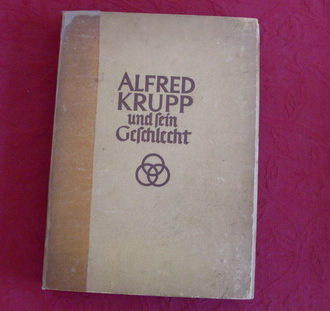 ALFRED
KRUPP
und sein
Geschlecht